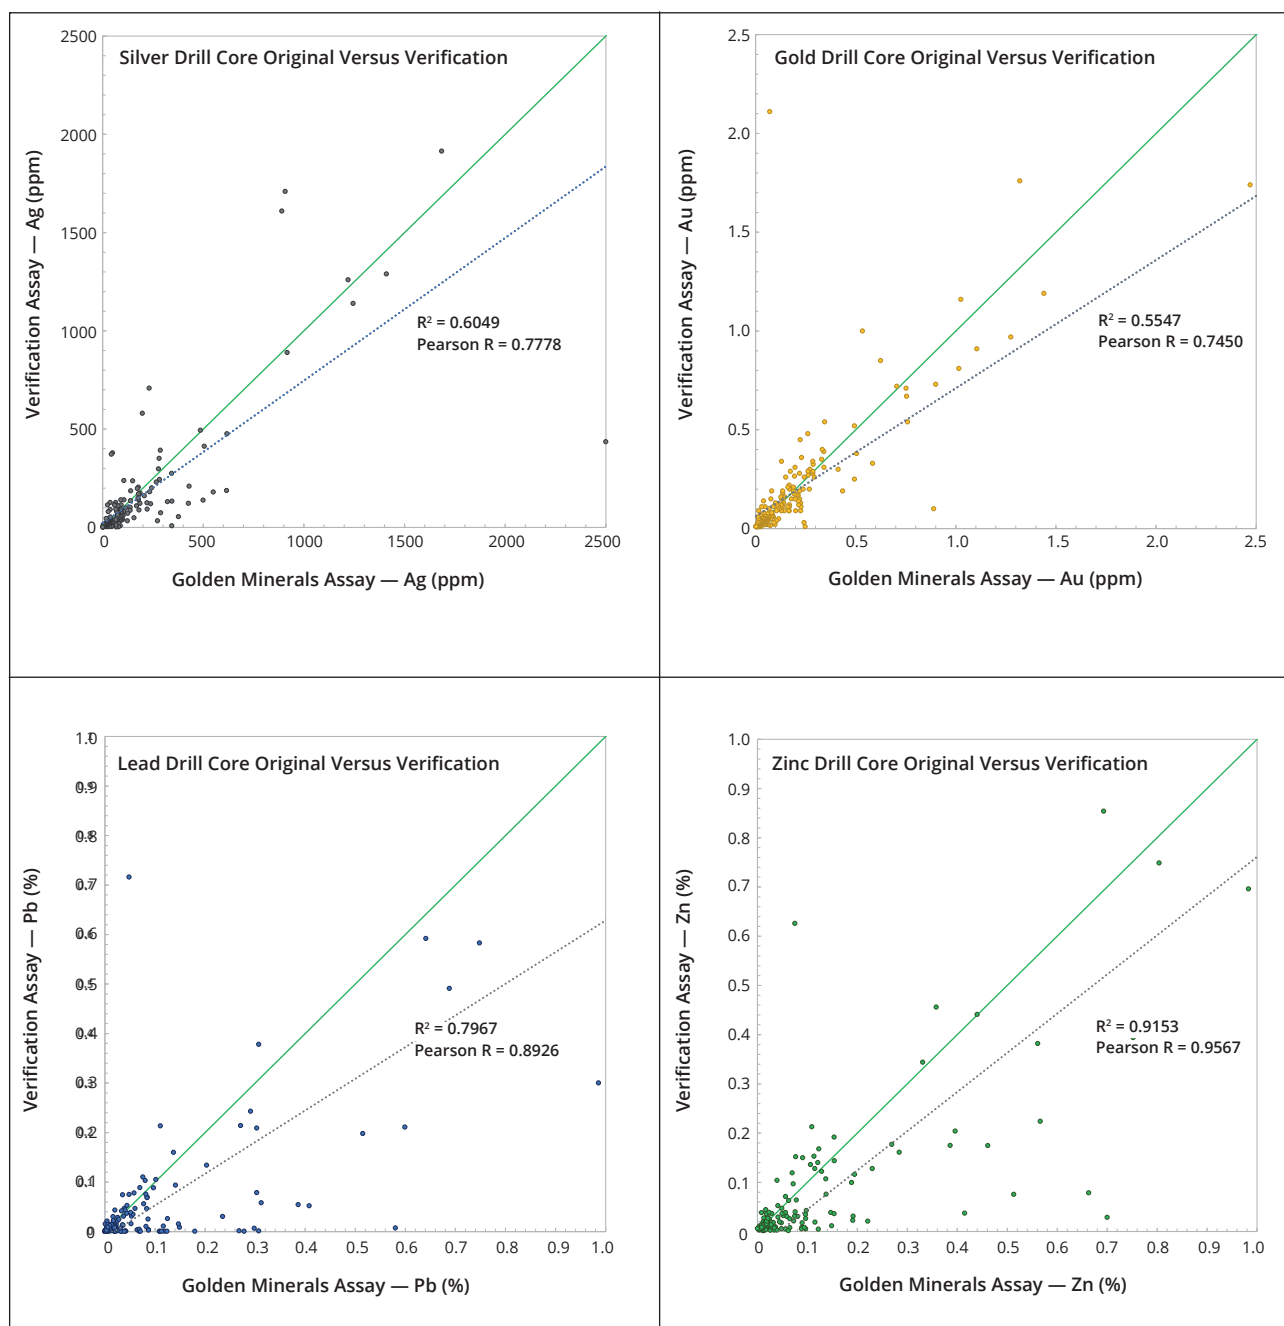 Silver Drill Core Original Versus Verification
2500
2000
1500
1000
500
0
Verification Assay — Ag (ppm)
R² = 0.6049
Pearson R = 0.7778
0 500 1000 1500 2000 2500
Golden Minerals Assay — Ag (ppm)
Gold Drill Core Original Versus Verification
2.5
2.0
1.5
1.0
0.5
0
Verification Assay — Au (ppm)
R² = 0.5547
Pearson R = 0.7450
0 0.5 1.0 1.5 2.0 2.5
Golden Minerals Assay — Au (ppm)
Lead Drill Core Original Versus Verification
1.0
0.9
0.8
0.7
0.6
0.5
0.4
0.3
0.2
0.1
0
Verification Assay — Pb (%)
R² = 0.7967
Pearson R = 0.8926
0 0.1 0.2 0.3 0.4 0.5 0.6 0.7 0.8 0.9 1.0
Golden Minerals Assay — Pb (%)
Zinc Drill Core Original Versus Verification
1.0
0.9
0.8
0.7
0.6
0.5
0.4
0.3
0.2
0.1
0
Verification Assay — Zn (%)
R² = 0.9153
Pearson R = 0.9567
0 0.1 0.2 0.3 0.4 0.5 0.6 0.7 0.8 0.9 1.0
Golden Minerals Assay — Zn (%)